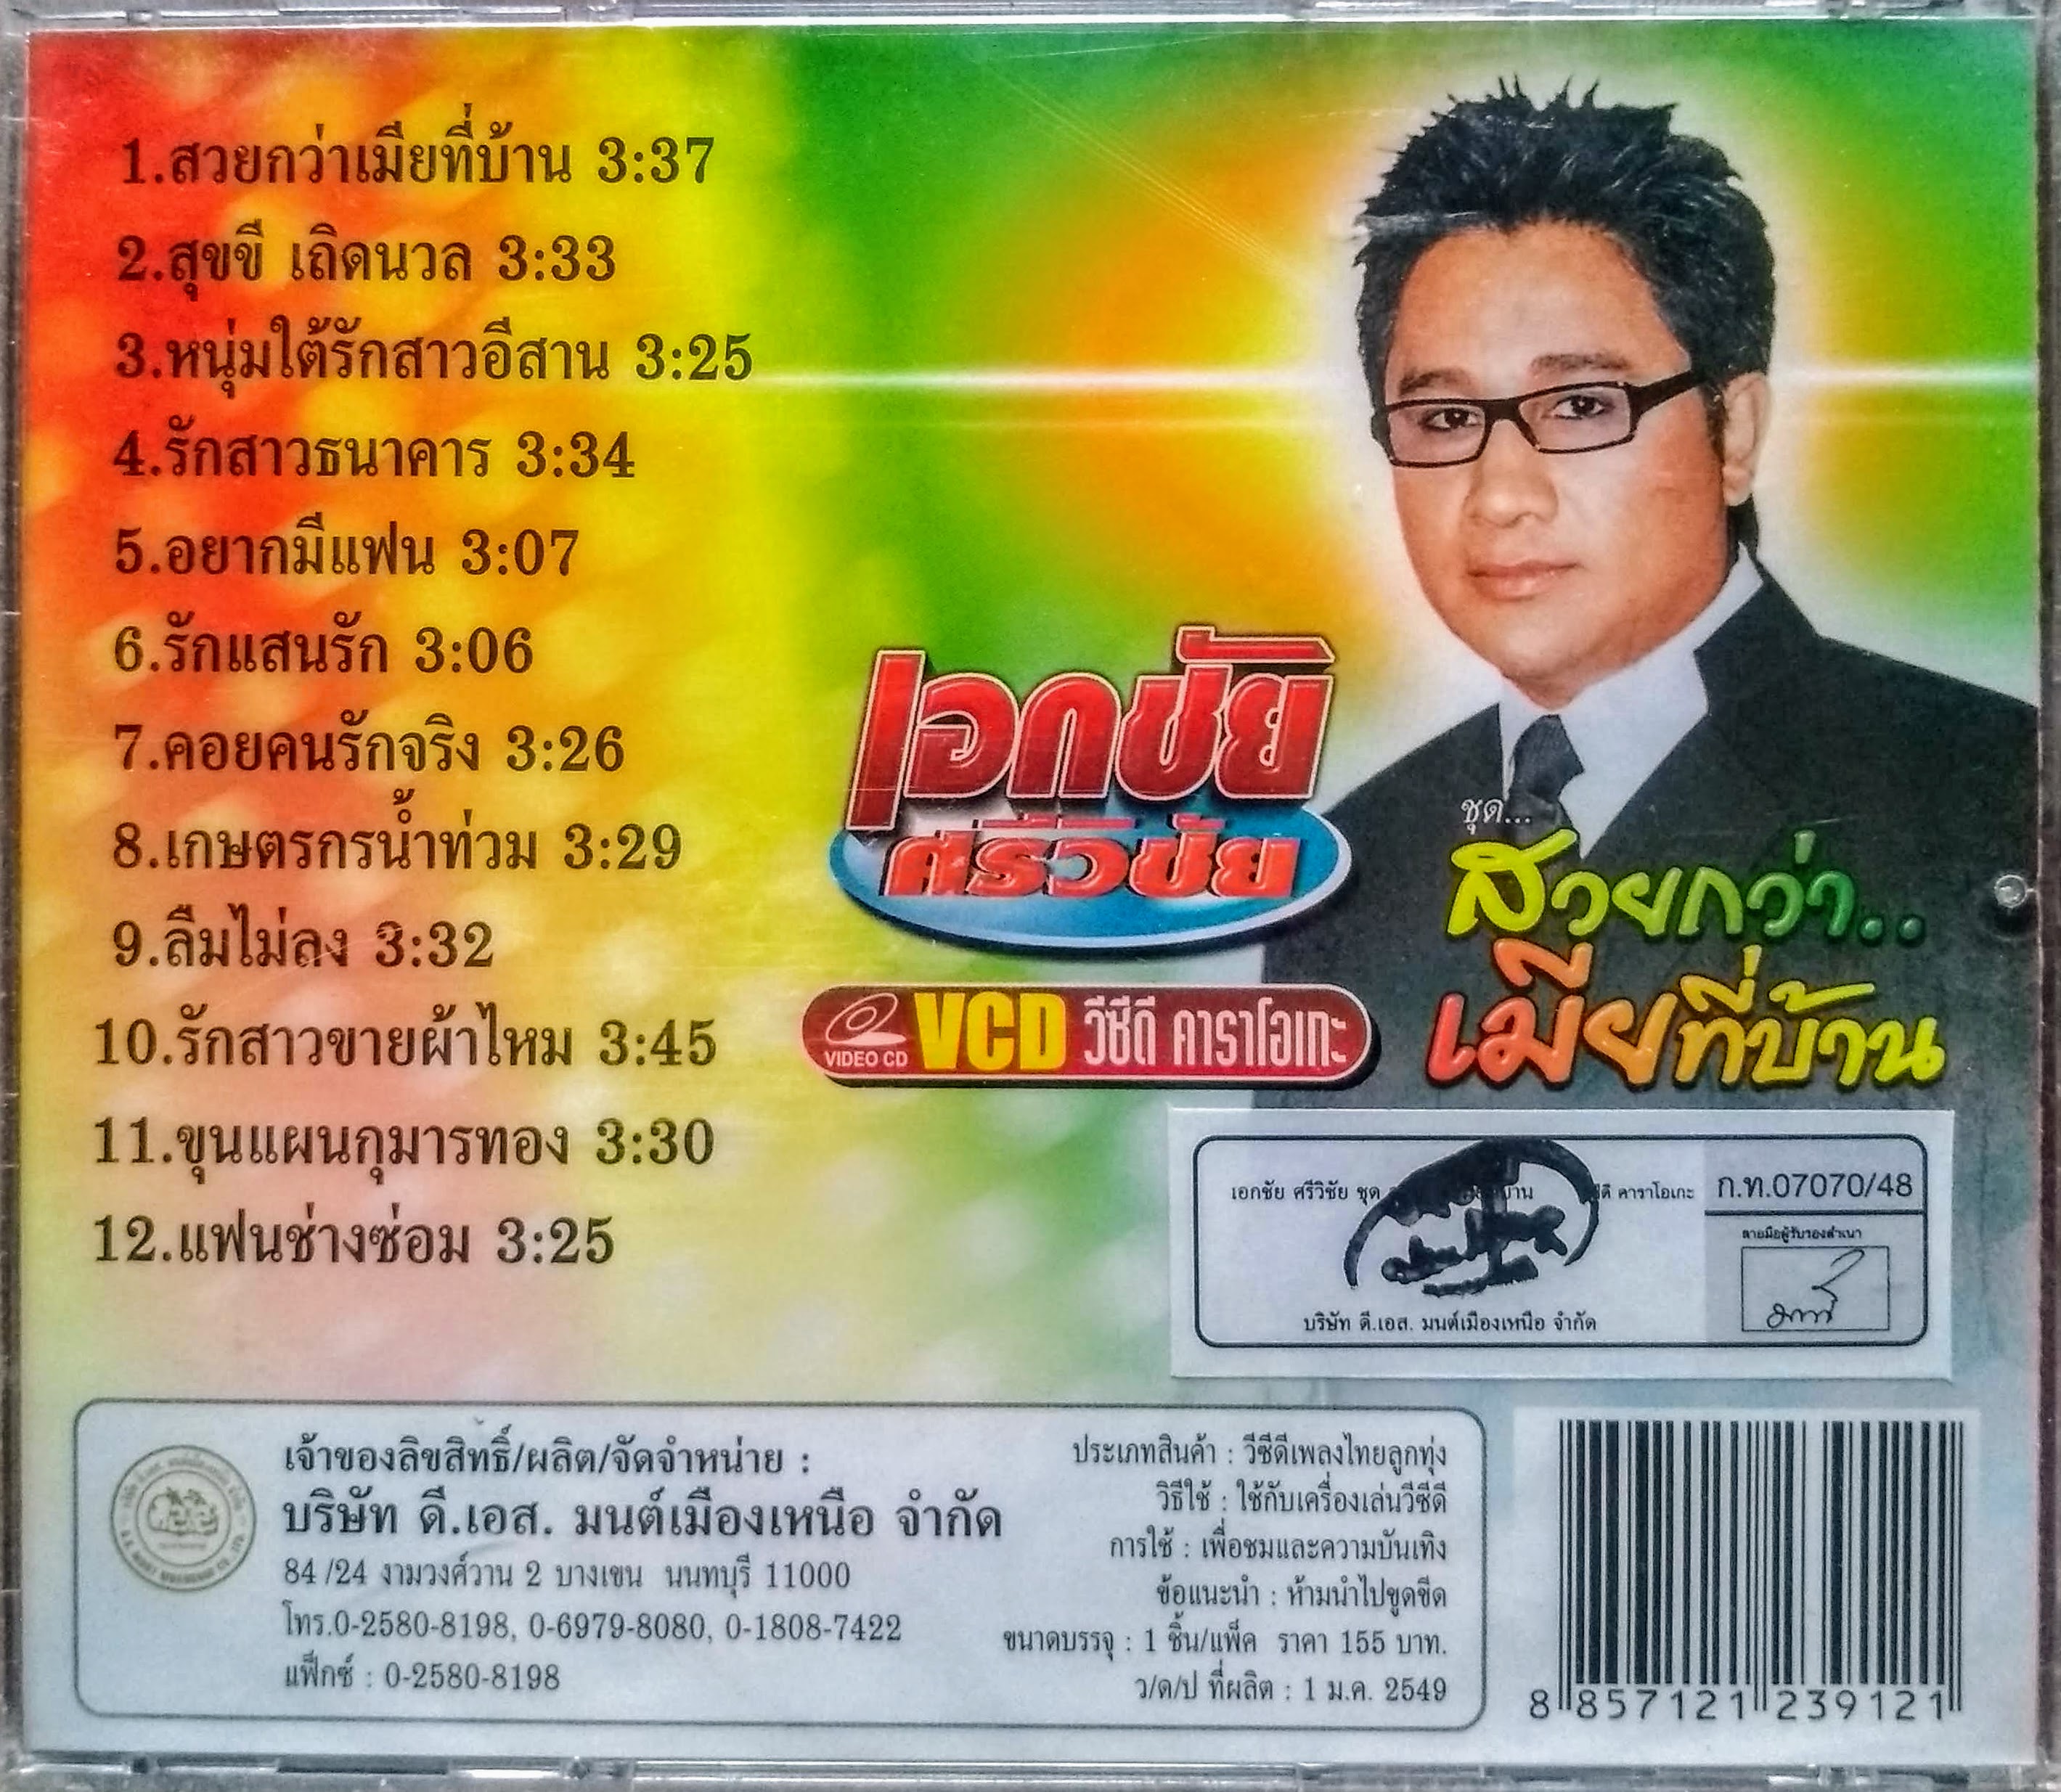 1.สวยกว่าเมียที่บ้าน 3:37
2.สุขขี เถิดนวล 3:33
3.หนุ่มใต้รักสาวอีสาน 3:25
4.รักสาวธนาคาร 3:34
5.อยากมีแฟน 3:07
6.รักแสนรัก 3:06
7.คอยคนรักจริง 3:26
8.เกษตรกรน้ำท่วม 3:29
9.ลืมไม่ลง 3:32
10.รักสาวขายผ้าไหม 3:45
11.ขุนแผนกุมารทอง 3:30
12.แฟนช่างซ่อม 3:25
เอกชัย
ศรีวิชัย
ชุด...
สวยกว่า..
เมียที่บ้าน
VIDEO CD VCD วีซีดี คาราโอเกะ
เอกชัย ศรีวิชัย ชุด คาราโอเกะ
ก.ท.07070/48
ลายมือผู้รับรองสำเนา
บริษัท ดี.เอส. มนต์เมืองเหนือ จำกัด
เจ้าของลิขสิทธิ์/ผลิต/จัดจำหน่าย :
บริษัท ดี.เอส. มนต์เมืองเหนือ จำกัด
84 /24 งามวงศ์วาน 2 บางเขน นนทบุรี 11000
โทร.0-2580-8198, 0-6979-8080, 0-1808-7422
แฟ็กซ์ : 0-2580-8198
ประเภทสินค้า : วีซีดีเพลงไทยลูกทุ่ง
วิธีใช้ : ใช้กับเครื่องเล่นวีซีดี
การใช้ : เพื่อชมและความบันเทิง
ข้อแนะนำ : ห้ามนำไปขูดขีด
ขนาดบรรจุ : 1 ชิ้น/แพ็ค ราคา 155 บาท.
ว/ด/ป ที่ผลิต : 1 ม.ค. 2549
8 857121 239121